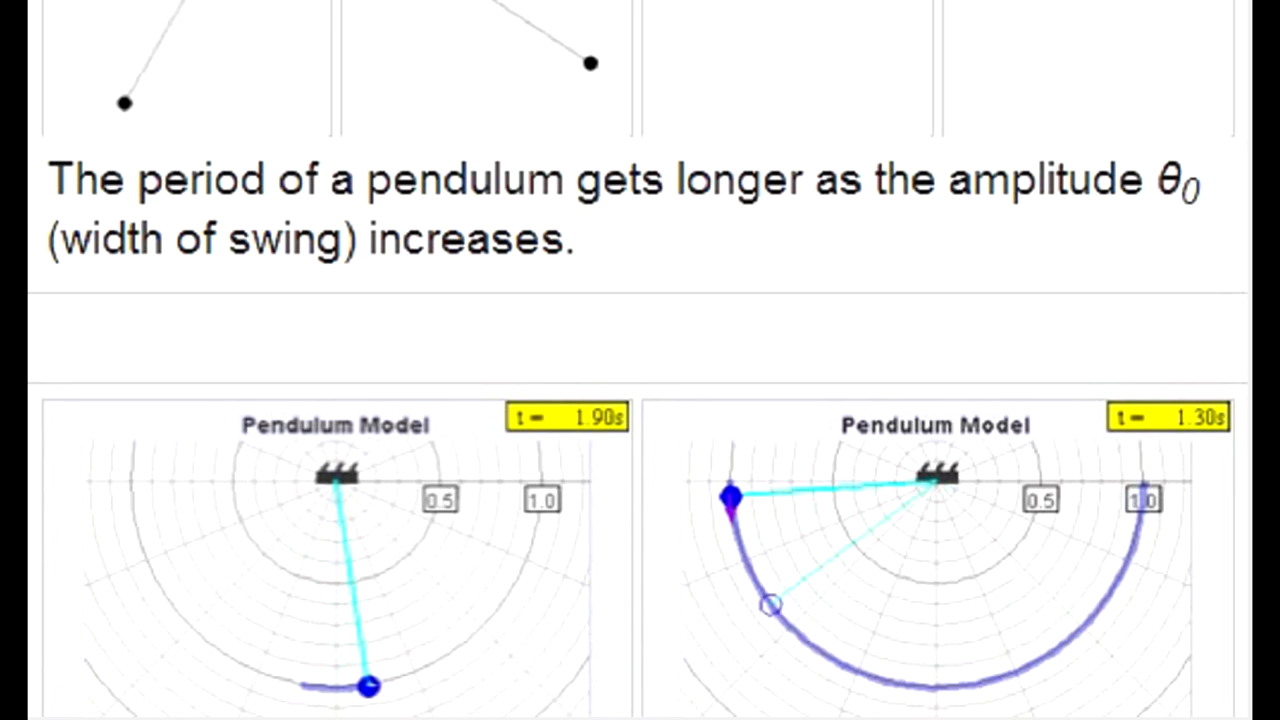 The period of a pendulum gets longer as the amplitude θ0
(width of swing) increases.
Pendulum Model
t = 1.90s
0.5
1.0
Pendulum Model
t = 1.30s
0.5
1.0